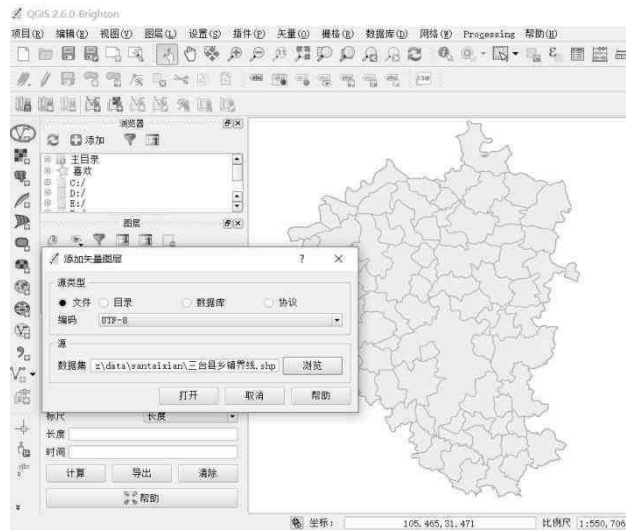 QGIS 2.6.0-Brighton
项目(R) 编辑(E) 视图(V) 图层(L) 设置(S) 插件(P) 矢量(O) 栅格(R) 数据库(D) 网络(W) Processing 帮助(H)
浏览器
添加
主目录
喜欢
C:/
D:/
E:/
图层
添加矢量图层 ? ×
源类型
文件 目录 数据库 协议
编码 UTF-8
源
数据集 z\data\santaixian\三台县乡镇界线.shp 浏览
打开 取消 帮助
标尺 长度
长度
时间
计算 导出 清除
帮助
坐标: 105.465,31.471 比例尺 1:550,706